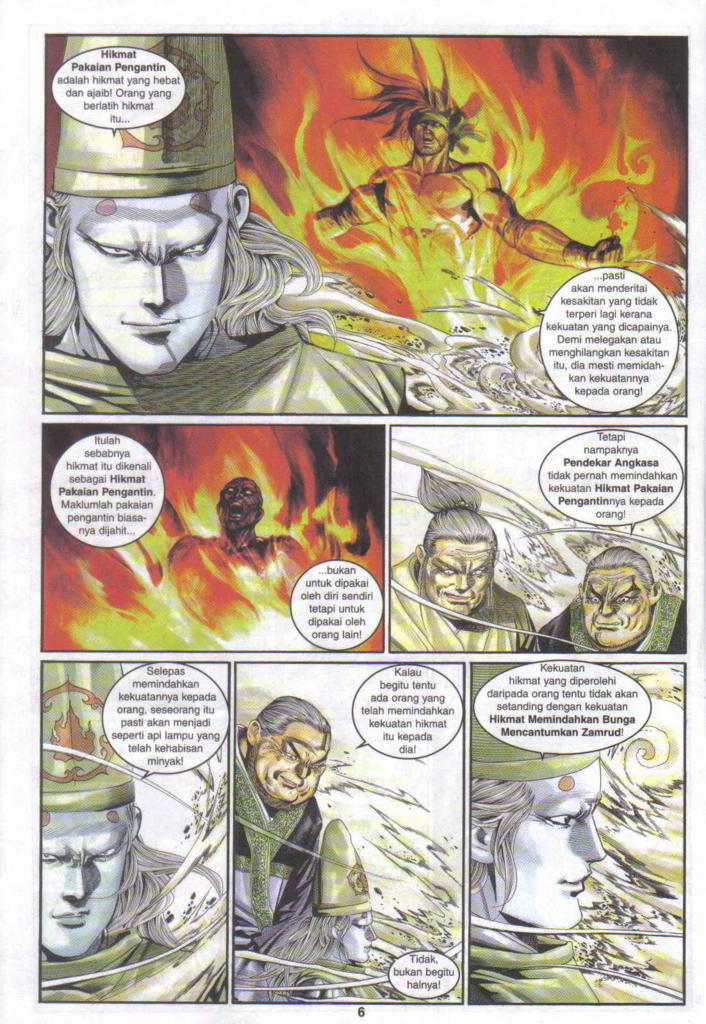 Hikmat
Pakaian Pengantin
adalah hikmat yang hebat
dan ajaib! Orang yang
berlatih hikmat
itu...
...pasti
akan menderitai
kesakitan yang tidak
terperi lagi kerana
kekuatan yang dicapainya.
Demi melegakan atau
menghilangkan kesakitan
itu, dia mesti memidah-
kan kekuatannya
kepada orang!
Itulah
sebabnya
hikmat itu dikenali
sebagai Hikmat
Pakaian Pengantin.
Maklumlah pakaian
pengantin biasa-
nya dijahit...
...bukan
untuk dipakai
oleh diri sendiri
tetapi untuk
dipakai oleh
orang lain!
Tetapi
nampaknya
Pendekar Angkasa
tidak pernah memindahkan
kekuatan Hikmat Pakaian
Pengantinnya kepada
orang!
Selepas
memindahkan
kekuatannya kepada
orang, seseorang itu
pasti akan menjadi
seperti api lampu yang
telah kehabisan
minyak!
Kalau
begitu tentu
ada orang yang
telah memindahkan
kekuatan hikmat
itu kepada
dia!
Tidak,
bukan begitu
halnya!
Kekuatan
hikmat yang diperolehi
daripada orang tentu tidak akan
setanding dengan kekuatan
Hikmat Memindahkan Bunga
Mencantumkan Zamrud!
6